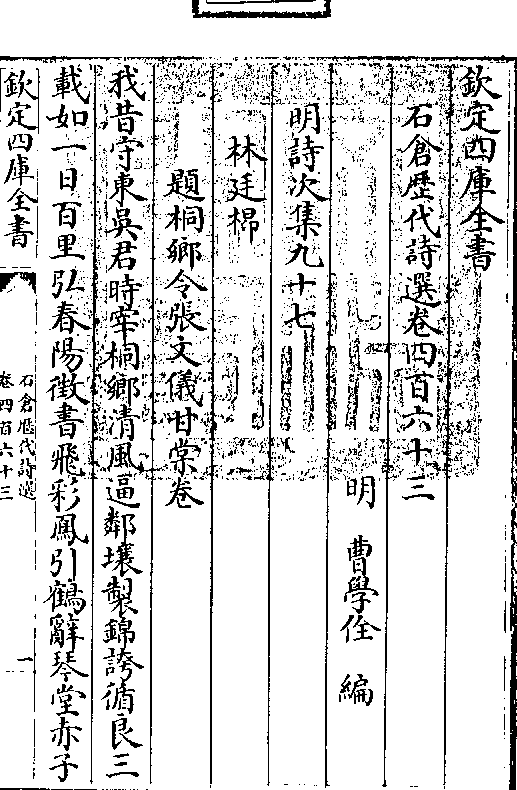 欽定四庫全書
石倉歷代詩選卷四百六十三
明 曹學佺 編
明詩次集九十七
林廷㭿
題桐鄉令張文儀甘棠卷
我昔守東吳君時宰桐鄉清風逼鄰壤製錦誇循良三
載如一日百里弘春陽徴書飛彩鳳引鶴辭琴堂赤子
欽定四庫全書
石倉歷代詩選
卷四百六十三
一